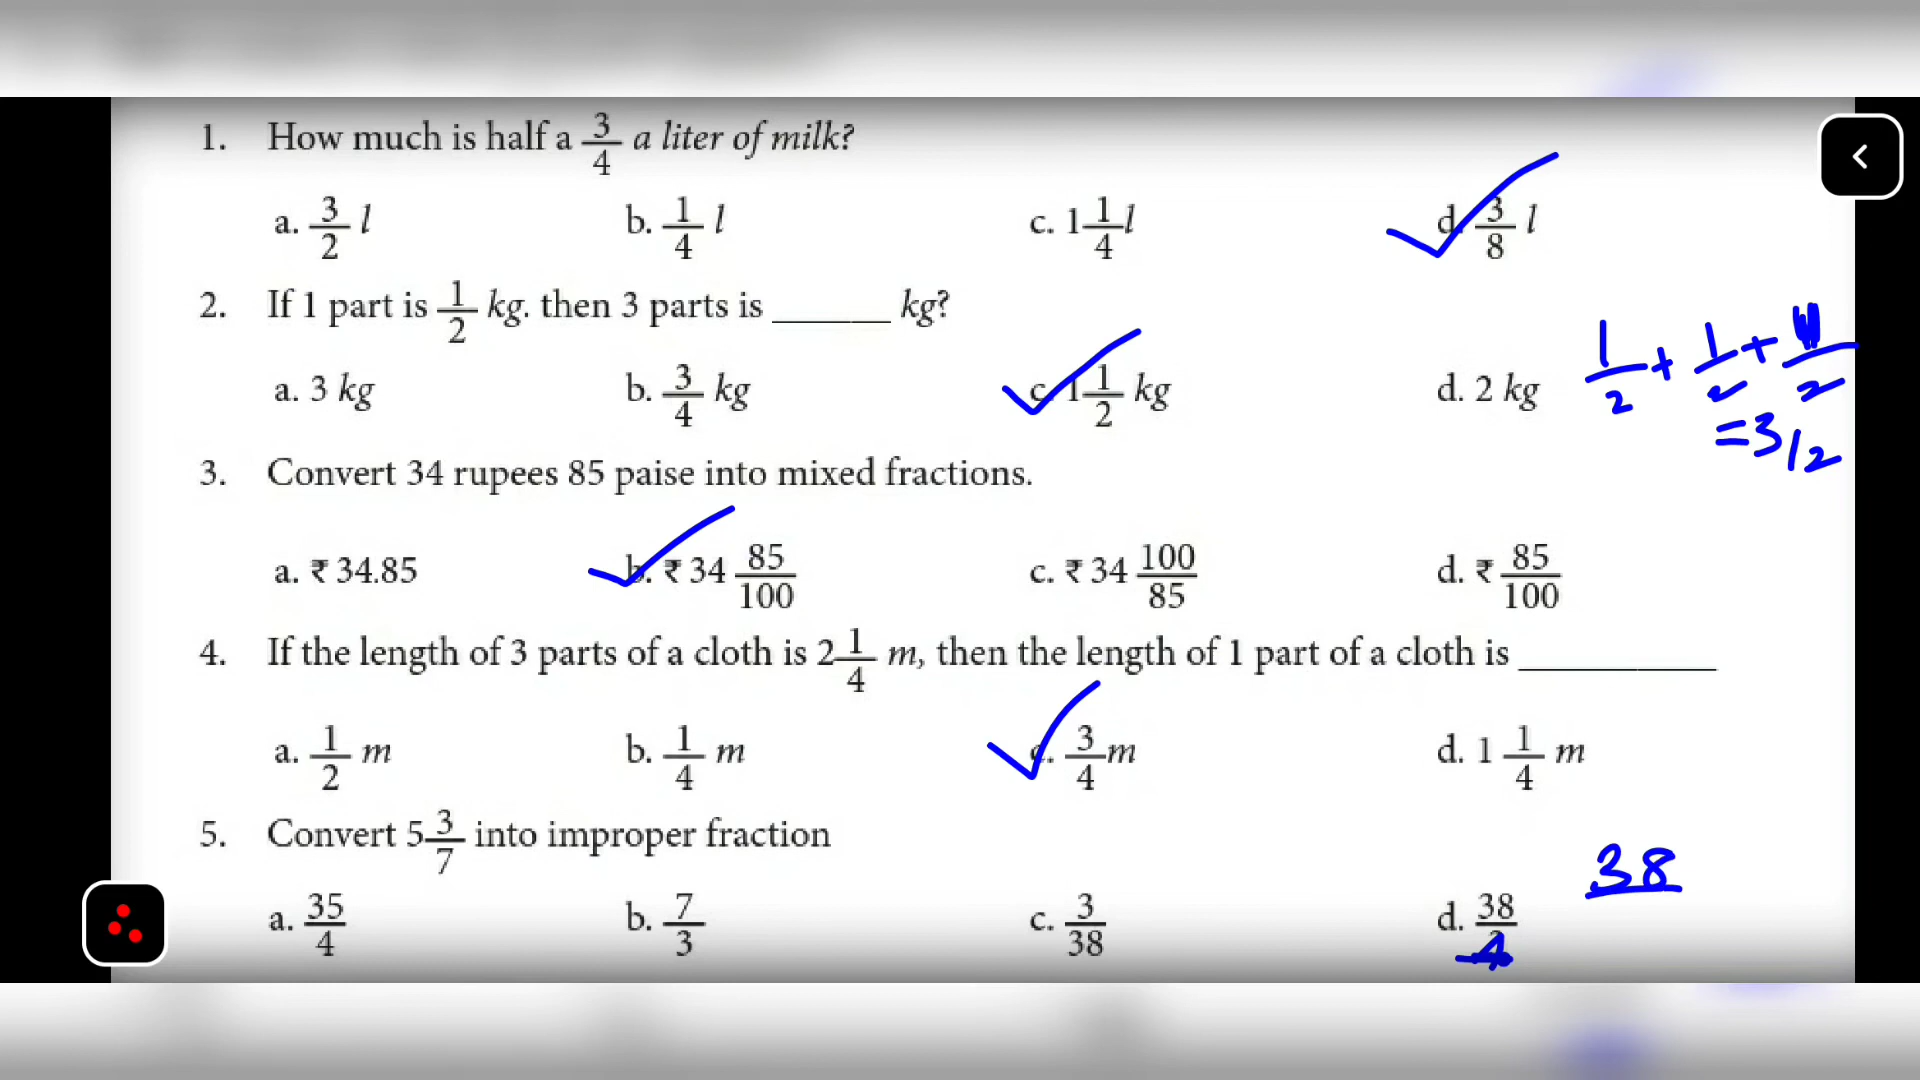 1. How much is half a 3/4 a liter of milk?
a. 3/2 l b. 1/4 l c. 1 1/4 l d. 3/8 l
2. If 1 part is 1/2 kg. then 3 parts is ______ kg?
a. 3 kg b. 3/4 kg c. 1 1/2 kg d. 2 kg
1/2 + 1/2 + 1/2
= 3/2
3. Convert 34 rupees 85 paise into mixed fractions.
a. ₹ 34.85 b. ₹ 34 85/100 c. ₹ 34 100/85 d. ₹ 85/100
4. If the length of 3 parts of a cloth is 2 1/4 m, then the length of 1 part of a cloth is __________
a. 1/2 m b. 1/4 m c. 3/4 m d. 1 1/4 m
5. Convert 5 3/7 into improper fraction
38
a. 35/4 b. 7/3 c. 3/38 d. 38